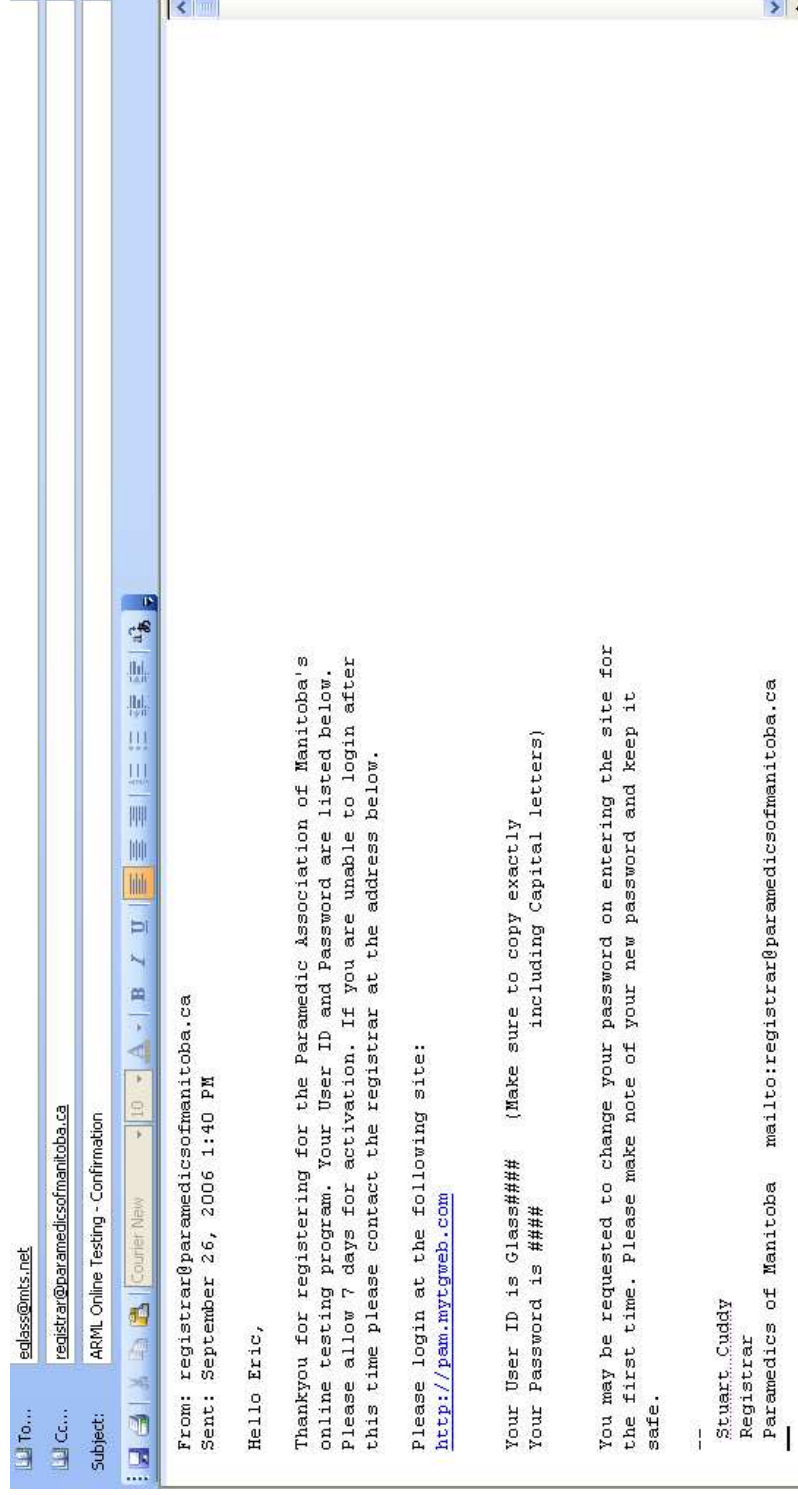 To...
eglass@mts.net
Cc...
registrar@paramedicsofmanitoba.ca
Subject:
ARML Online Testing - Confirmation
Courier New
10
A
B I U
From: registrar@paramedicsofmanitoba.ca
Sent: September 26, 2006 1:40 PM
Hello Eric,
Thankyou for registering for the Paramedic Association of Manitoba's
online testing program. Your User ID and Password are listed below.
Please allow 7 days for activation. If you are unable to login after
this time please contact the registrar at the address below.
Please login at the following site:
http://pam.mytgweb.com
Your User ID is Glass#### (Make sure to copy exactly
Your Password is #### including Capital letters)
You may be requested to change your password on entering the site for
the first time. Please make note of your new password and keep it
safe.
--
Stuart Cuddy
Registrar
Paramedics of Manitoba mailto:registrar@paramedicsofmanitoba.ca